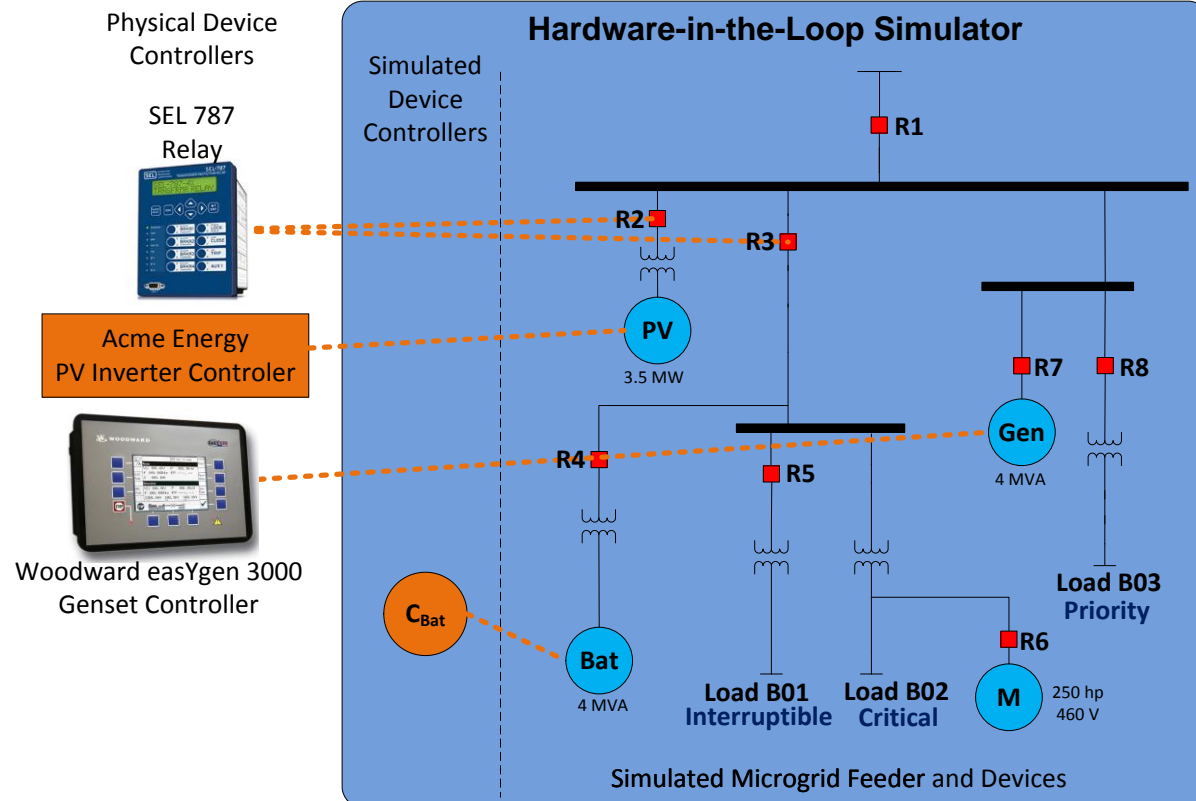 Physical Device
Controllers
SEL 787
Relay
SEL
Acme Energy
PV Inverter Controler
WOODWARD
Woodward easYgen 3000
Genset Controller
Hardware-in-the-Loop Simulator
Simulated
Device
Controllers
R1
R2
R3
PV
3.5 MW
R7
R8
Gen
4 MVA
R4
R5
Load B03
Priority
C_Bat
Bat
4 MVA
Load B01
Interruptible
Load B02
Critical
R6
M
250 hp
460 V
Simulated Microgrid Feeder and Devices